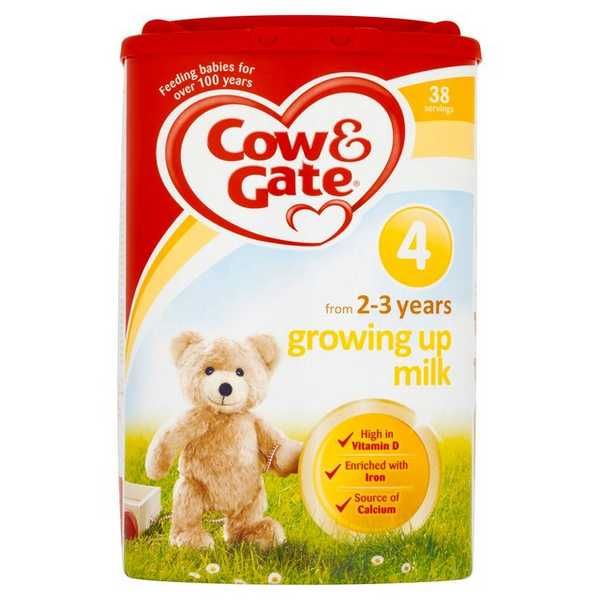 Feeding babies for
over 100 years
38
servings
Cow&
Gate®
4
from 2-3 years
growing up
milk
High in
Vitamin D
Enriched with
Iron
Source of
Calcium